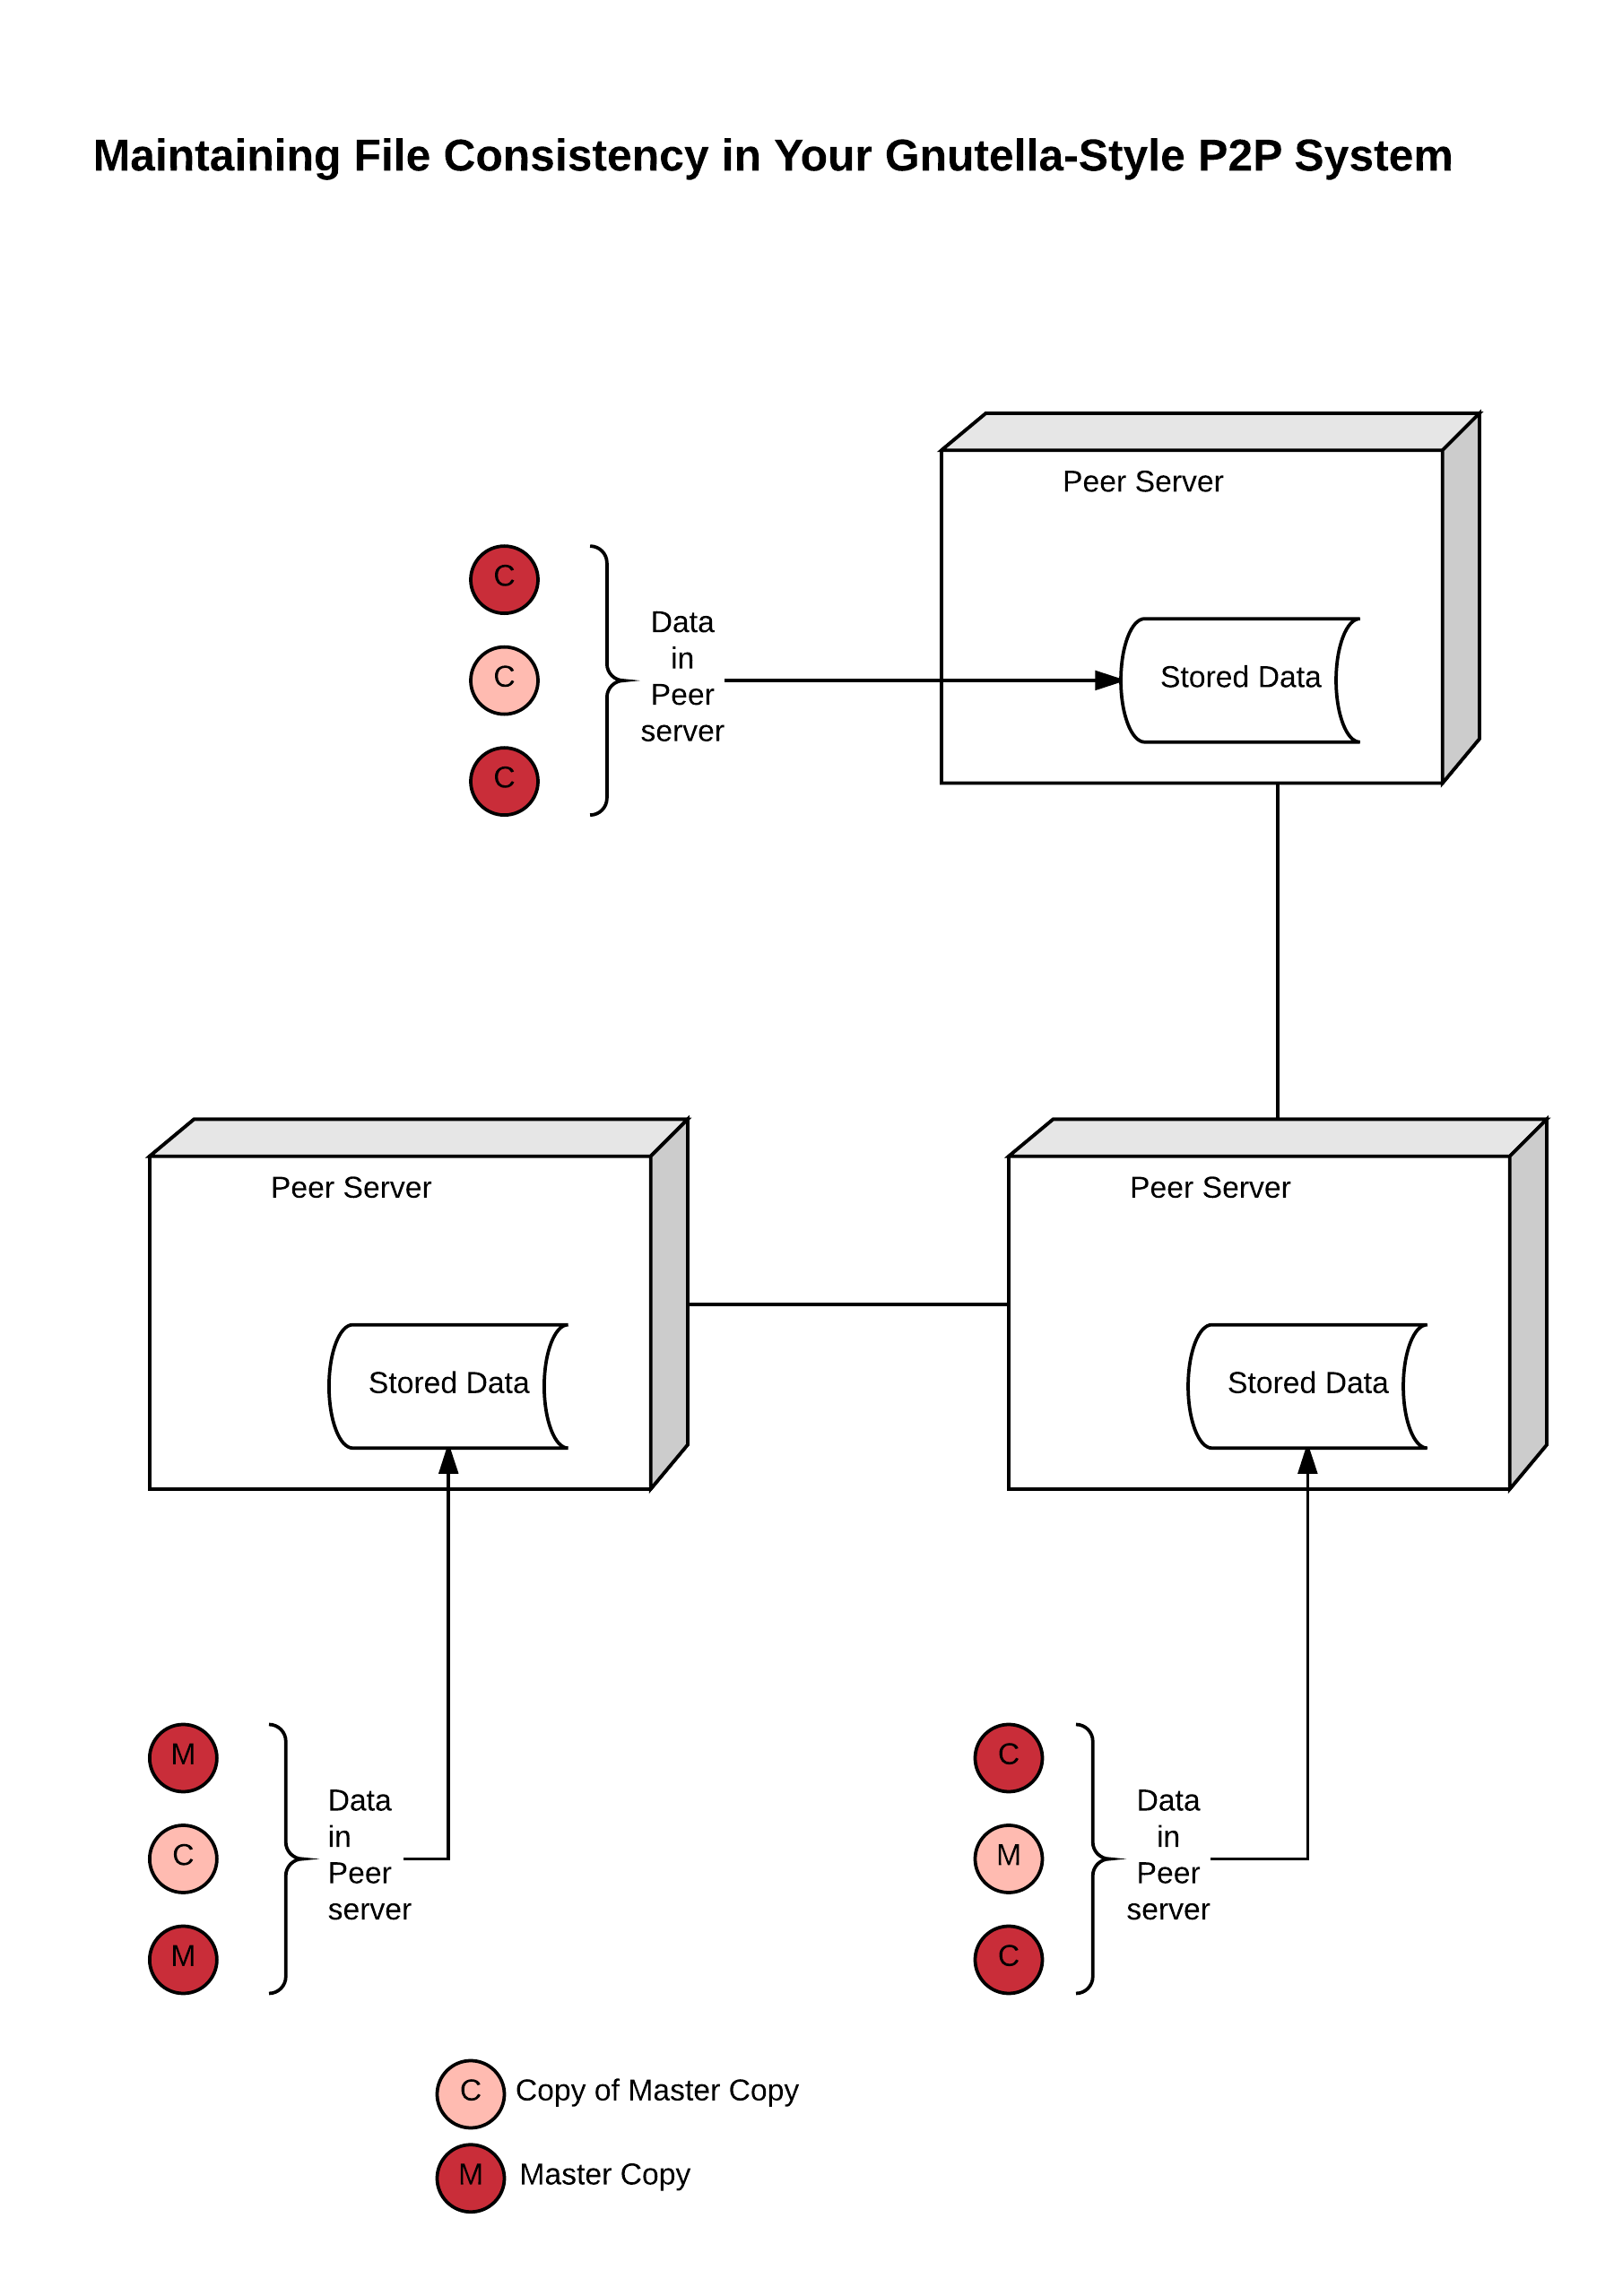 Maintaining File Consistency in Your Gnutella-Style P2P System
Peer Server
C
C
C
Data
in
Peer
server
Stored Data
Peer Server
Peer Server
Stored Data
Stored Data
M
C
M
Data
in
Peer
server
C
M
C
Data
in
Peer
server
C Copy of Master Copy
M Master Copy